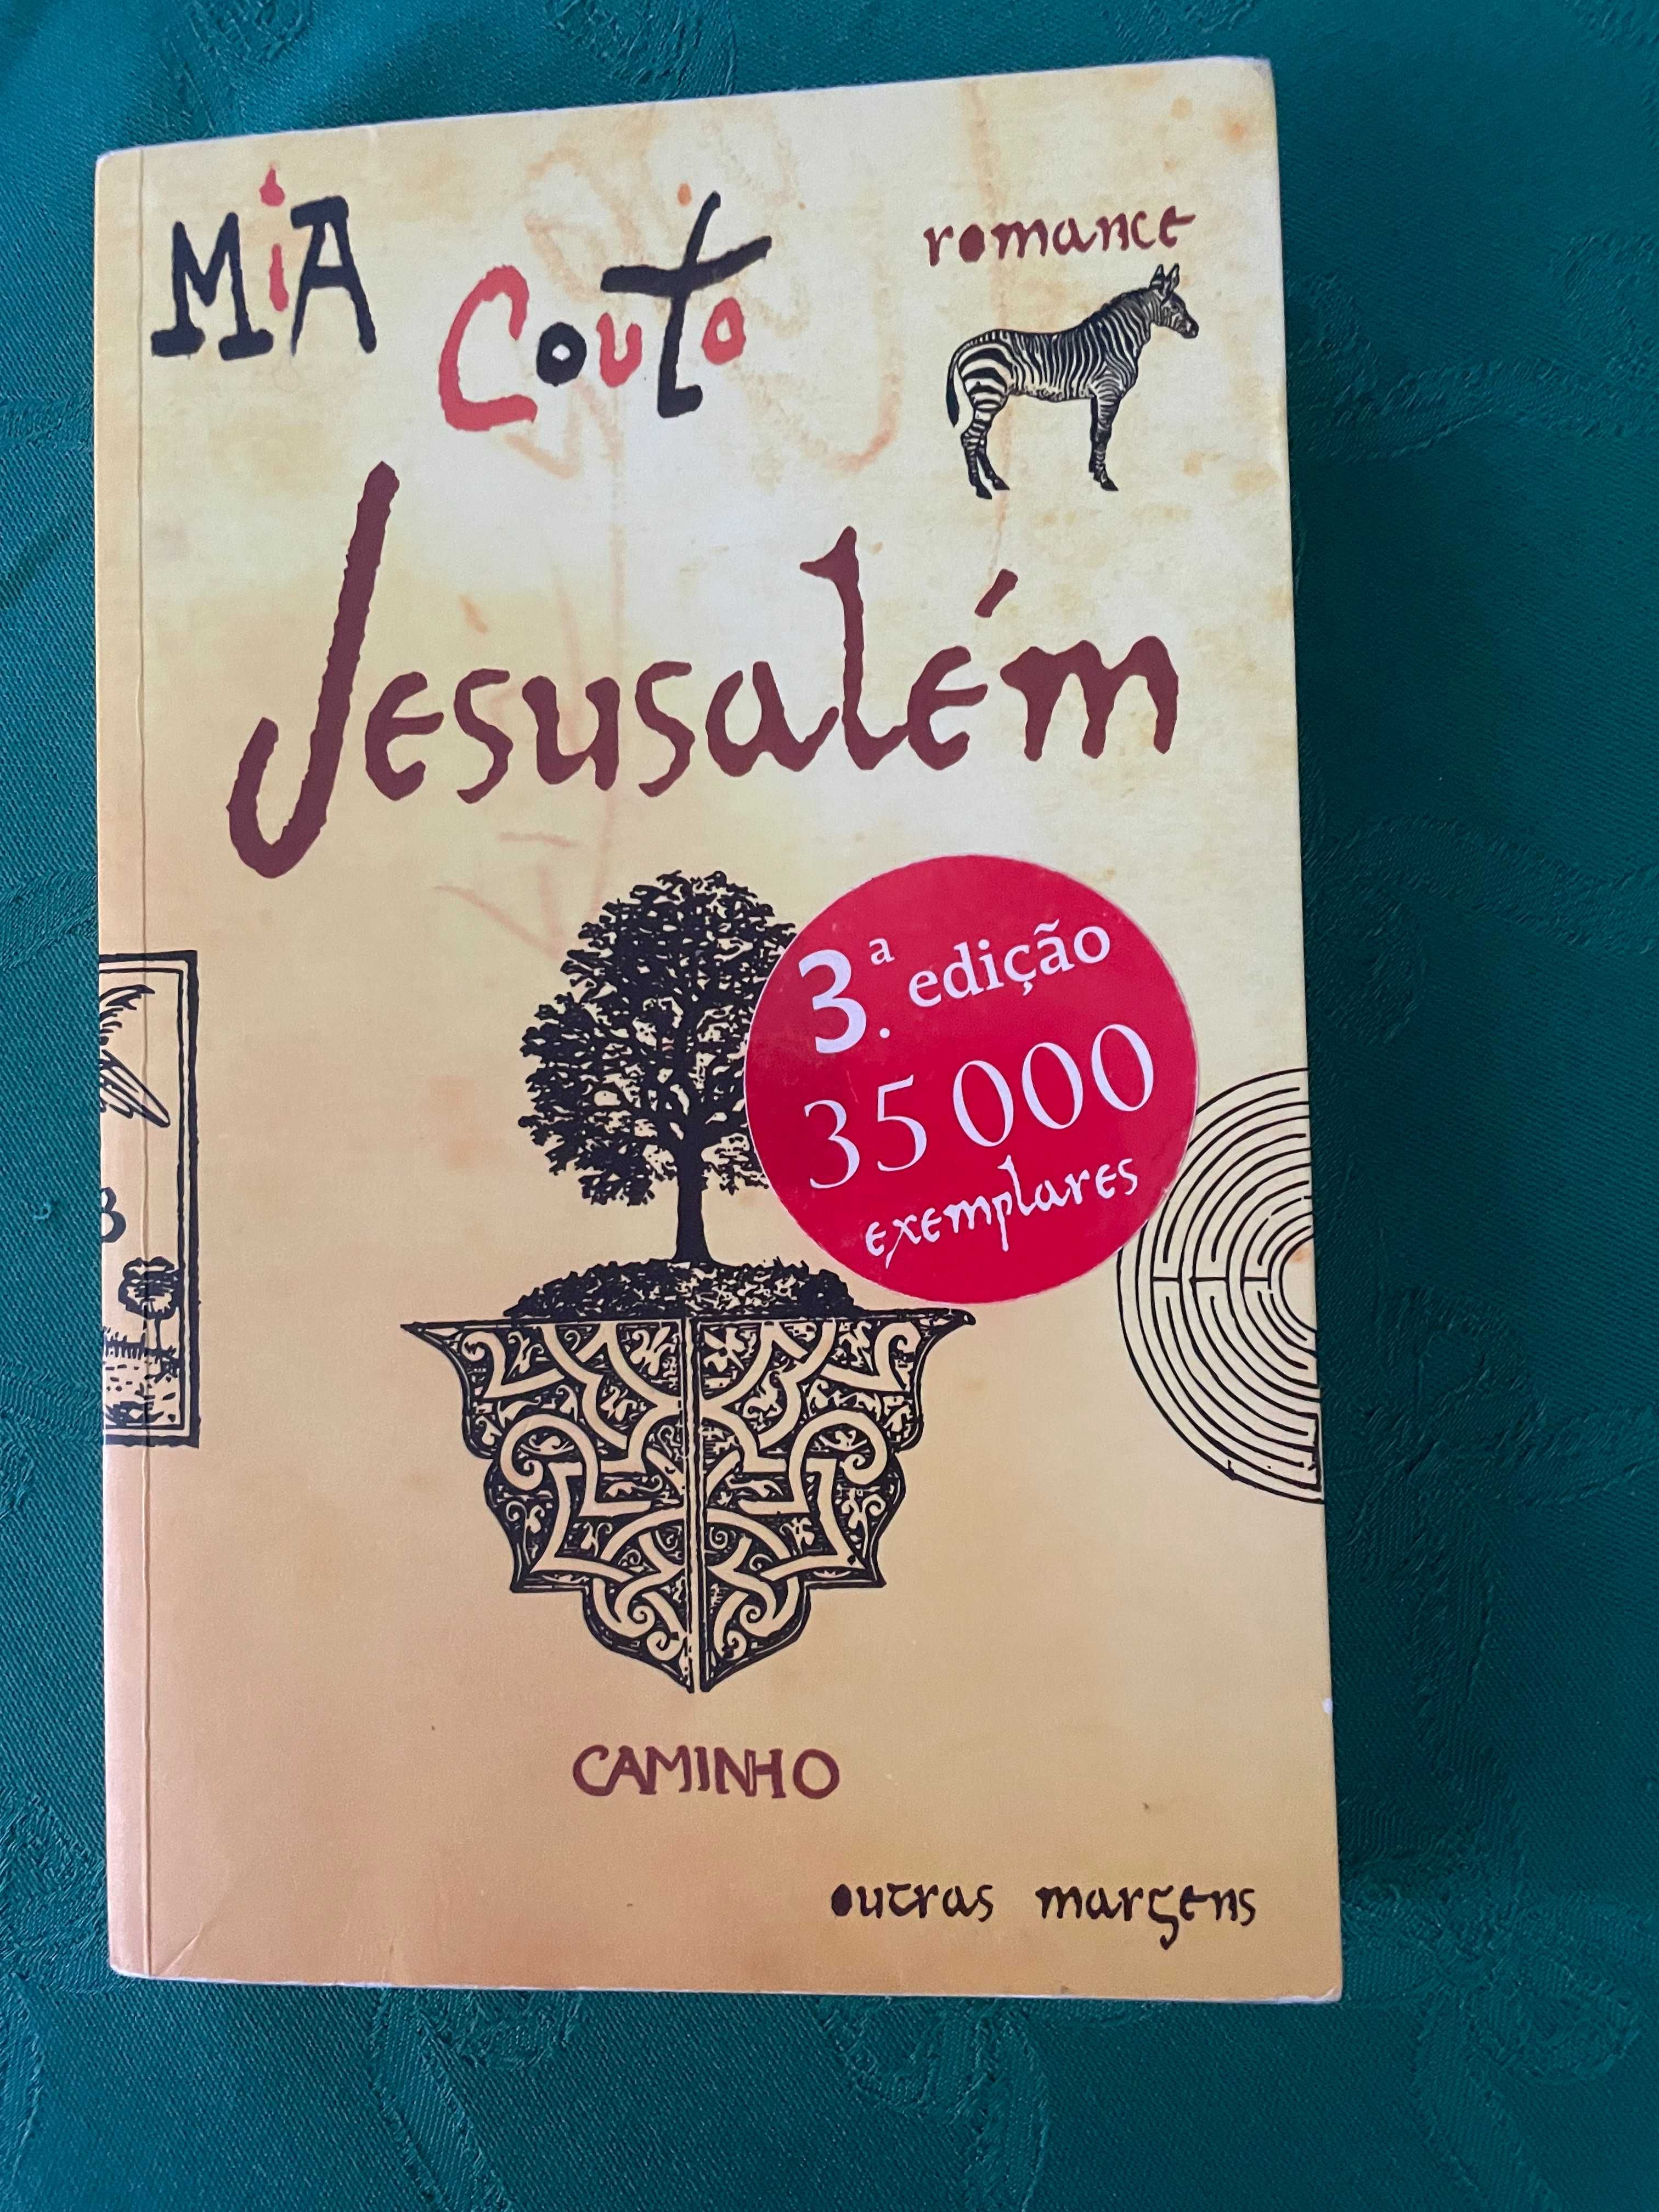 Mia Couto
romance
Jesusalém
3.ª edição
35 000
exemplares
CAMINHO
outras margens